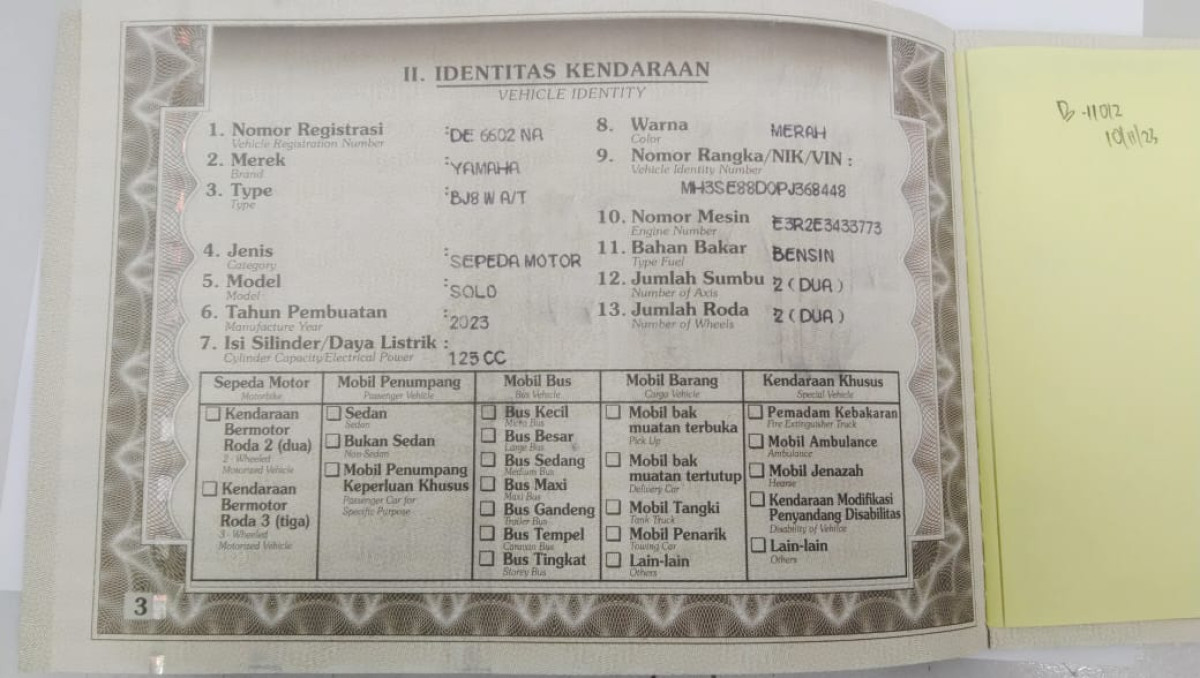 II. IDENTITAS KENDARAAN
VEHICLE IDENTITY
1. Nomor Registrasi : DE 6602 NA
Vehicle Registration Number
2. Merek : YAMAHA
Brand
3. Type : BJ8 W A/T
Type
4. Jenis : SEPEDA MOTOR
Category
5. Model : SOLO
Model
6. Tahun Pembuatan : 2023
Manufacture Year
7. Isi Silinder/Daya Listrik : 125 CC
Cylinder Capacity/Electrical Power
8. Warna MERAH
Color
9. Nomor Rangka/NIK/VIN :
Vehicle Identity Number
MH3SE88D0PJ368448
10. Nomor Mesin E3R2E3433773
Engine Number
11. Bahan Bakar BENSIN
Type Fuel
12. Jumlah Sumbu 2 ( DUA )
Number of Axis
13. Jumlah Roda 2 ( DUA )
Number of Wheels
Sepeda Motor
Motorbike
Kendaraan
Bermotor
Roda 2 (dua)
2 - Wheeled
Motorized Vehicle
Kendaraan
Bermotor
Roda 3 (tiga)
3 - Wheeled
Motorized Vehicle
Mobil Penumpang
Passenger Vehicle
Sedan
Sedan
Bukan Sedan
Non-Sedan
Mobil Penumpang
Keperluan Khusus
Passenger Car for
Specific Purpose
Mobil Bus
Bus Vehicle
Bus Kecil
Micro Bus
Bus Besar
Large Bus
Bus Sedang
Medium Bus
Bus Maxi
Maxi Bus
Bus Gandeng
Trailer Bus
Bus Tempel
Caravan Bus
Bus Tingkat
Storey Bus
Mobil Barang
Cargo Vehicle
Mobil bak
muatan terbuka
Pick Up
Mobil bak
muatan tertutup
Delivery Car
Mobil Tangki
Tank Truck
Mobil Penarik
Towing Car
Lain-lain
Others
Kendaraan Khusus
Special Vehicle
Pemadam Kebakaran
Fire Extinguisher Truck
Mobil Ambulance
Ambulance
Mobil Jenazah
Hearse
Kendaraan Modifikasi
Penyandang Disabilitas
Disability of Vehicle
Lain-lain
Others
3
10/11/23